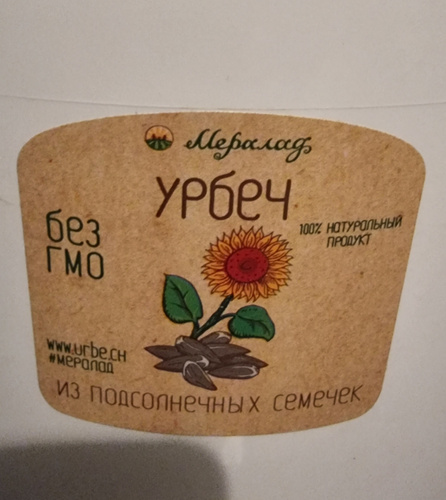 Мералад
урбеч
без
ГМО
100% НАТУРАЛЬНЫЙ
ПРОДУКТ
www.urbe.ch
#мералад
из подсолнечных семечек